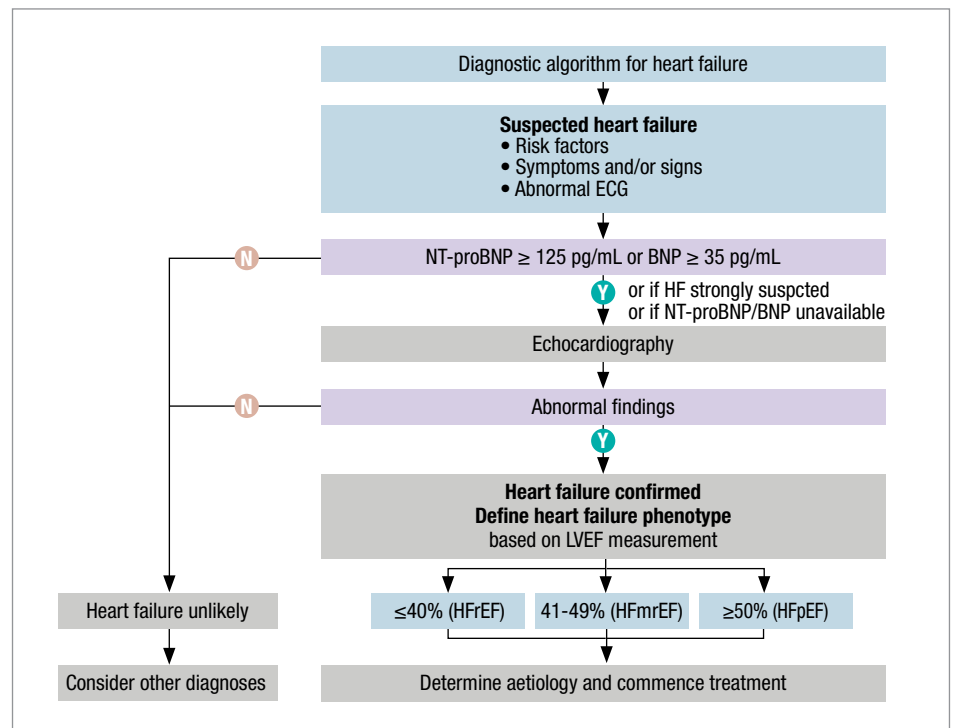 Diagnostic algorithm for heart failure
Suspected heart failure
• Risk factors
• Symptoms and/or signs
• Abnormal ECG
N
NT-proBNP ≥ 125 pg/mL or BNP ≥ 35 pg/mL
Y
or if HF strongly suspcted
or if NT-proBNP/BNP unavailable
Echocardiography
N
Abnormal findings
Y
Heart failure confirmed
Define heart failure phenotype
based on LVEF measurement
Heart failure unlikely
≤40% (HFrEF)
41-49% (HFmrEF)
≥50% (HFpEF)
Consider other diagnoses
Determine aetiology and commence treatment